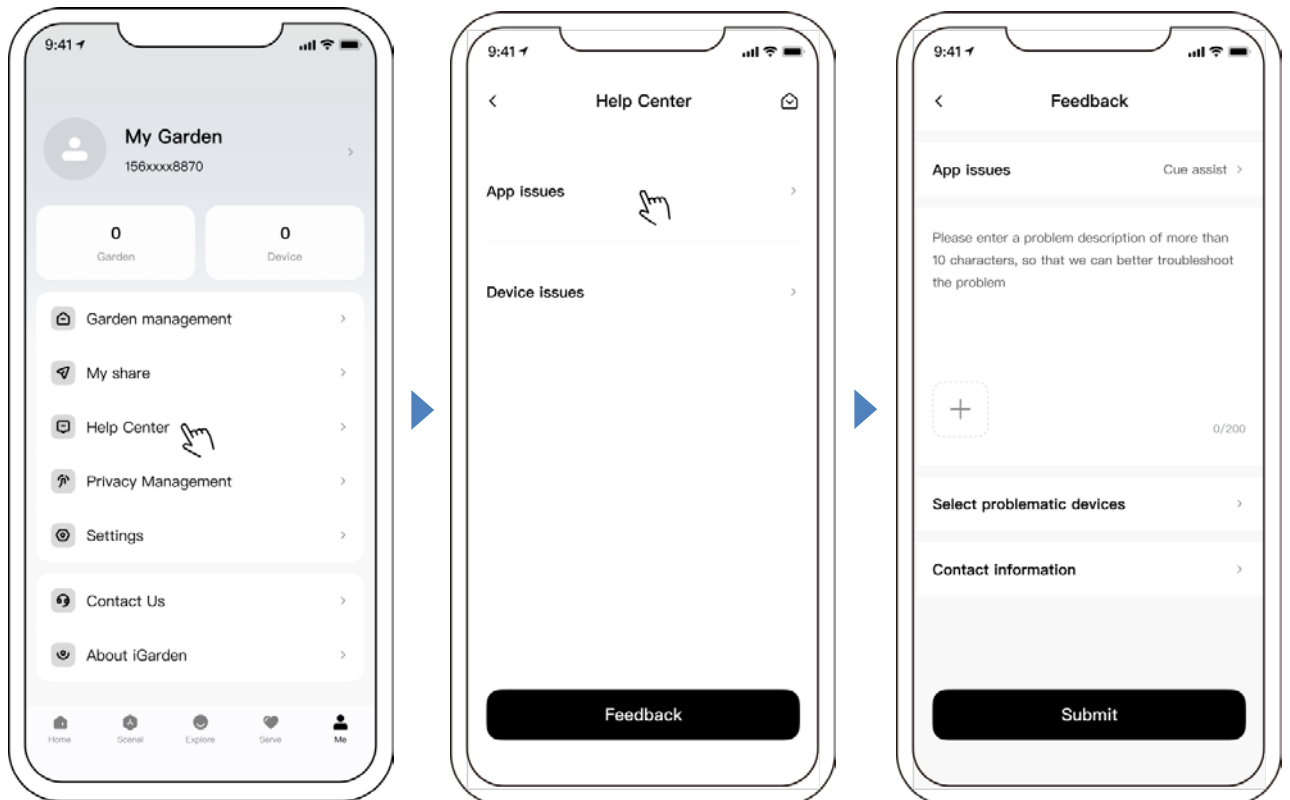 9:41
My Garden
156xxxx8870
0
Garden
0
Device
Garden management
My share
Help Center
Privacy Management
Settings
Contact Us
About iGarden
Home
Scenal
Explore
Serve
Me
9:41
Help Center
App issues
Device issues
Feedback
9:41
Feedback
App issues
Cue assist
Please enter a problem description of more than
10 characters, so that we can better troubleshoot
the problem
0/200
Select problematic devices
Contact information
Submit